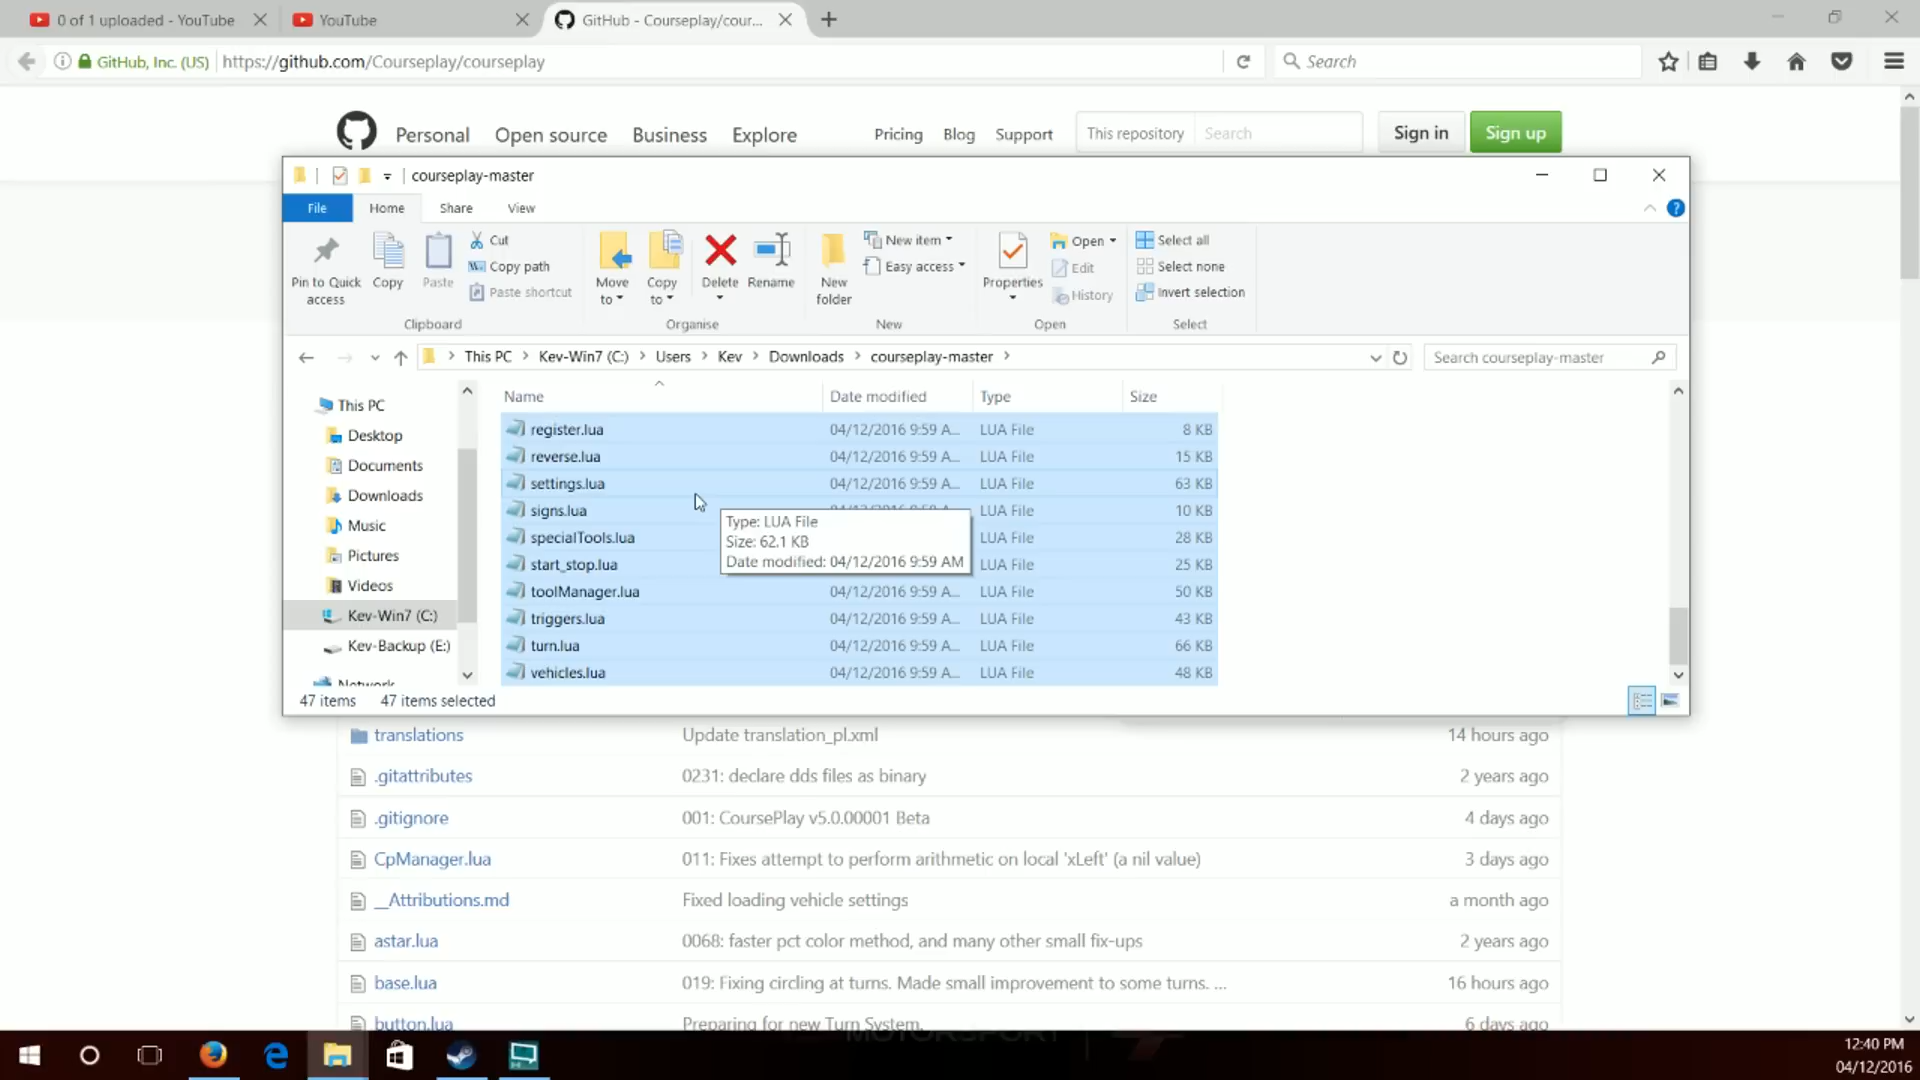 0 of 1 uploaded - YouTube
YouTube
GitHub - Courseplay/cour...
GitHub, Inc. (US)
https://github.com/Courseplay/courseplay
Search
Personal Open source Business Explore
Pricing Blog Support
This repository
Search
Sign in
Sign up
courseplay-master
File Home Share View
Pin to Quick access
Copy
Paste
Cut
Copy path
Paste shortcut
Clipboard
Move to
Copy to
Delete
Rename
Organise
New folder
New item
Easy access
New
Properties
Open
Edit
History
Open
Select all
Select none
Invert selection
Select
This PC > Kev-Win7 (C:) > Users > Kev > Downloads > courseplay-master >
Search courseplay-master
This PC
Desktop
Documents
Downloads
Music
Pictures
Videos
Kev-Win7 (C:)
Kev-Backup (E:)
Network
Name Date modified Type Size
register.lua 04/12/2016 9:59 A... LUA File 8 KB
reverse.lua 04/12/2016 9:59 A... LUA File 15 KB
settings.lua 04/12/2016 9:59 A... LUA File 63 KB
signs.lua 04/12/2016 9:59 A... LUA File 10 KB
specialTools.lua LUA File 28 KB
start_stop.lua LUA File 25 KB
toolManager.lua 04/12/2016 9:59 A... LUA File 50 KB
triggers.lua 04/12/2016 9:59 A... LUA File 43 KB
turn.lua 04/12/2016 9:59 A... LUA File 66 KB
vehicles.lua 04/12/2016 9:59 A... LUA File 48 KB
Type: LUA File
Size: 62.1 KB
Date modified: 04/12/2016 9:59 AM
47 items 47 items selected
translations Update translation_pl.xml 14 hours ago
.gitattributes 0231: declare dds files as binary 2 years ago
.gitignore 001: CoursePlay v5.0.00001 Beta 4 days ago
CpManager.lua 011: Fixes attempt to perform arithmetic on local 'xLeft' (a nil value) 3 days ago
__Attributions.md Fixed loading vehicle settings a month ago
astar.lua 0068: faster pct color method, and many other small fix-ups 2 years ago
base.lua 019: Fixing circling at turns. Made small improvement to some turns. ... 16 hours ago
button.lua Preparing for new Turn System. 6 days ago
MOTORSPORT
12:40 PM
04/12/2016